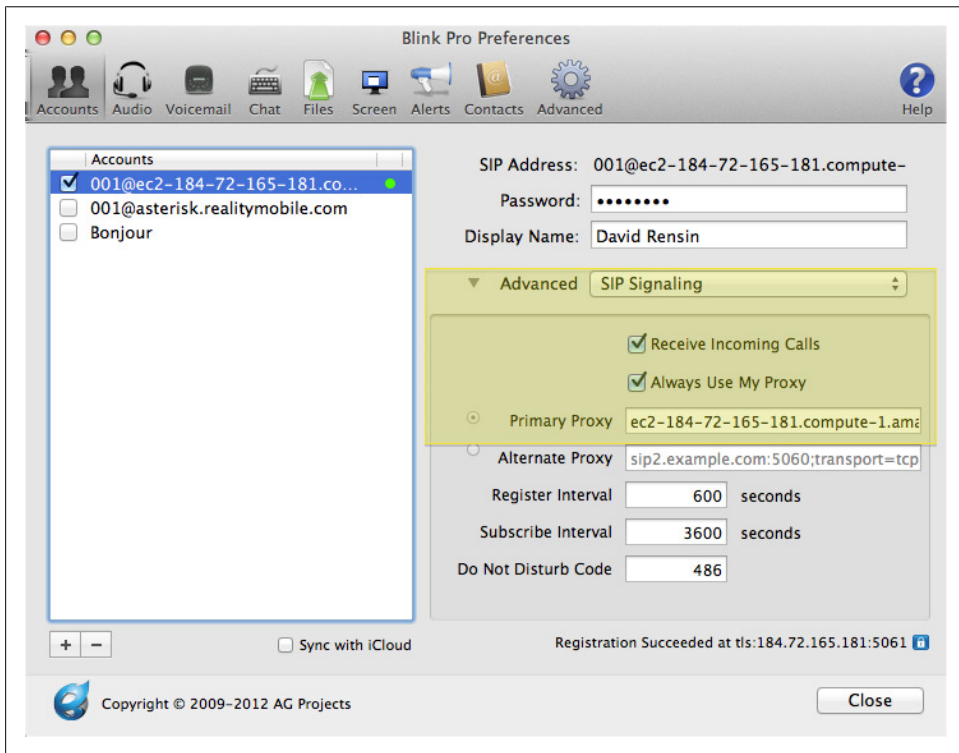 Blink Pro Preferences
Accounts Audio Voicemail Chat Files Screen Alerts Contacts Advanced Help
Accounts
001@ec2-184-72-165-181.co...
001@asterisk.realitymobile.com
Bonjour
SIP Address: 001@ec2-184-72-165-181.compute-
Password: ••••••••
Display Name: David Rensin
Advanced SIP Signaling
Receive Incoming Calls
Always Use My Proxy
Primary Proxy ec2-184-72-165-181.compute-1.ama
Alternate Proxy sip2.example.com:5060;transport=tcp
Register Interval 600 seconds
Subscribe Interval 3600 seconds
Do Not Disturb Code 486
+ − Sync with iCloud
Registration Succeeded at tls:184.72.165.181:5061
Copyright © 2009-2012 AG Projects
Close